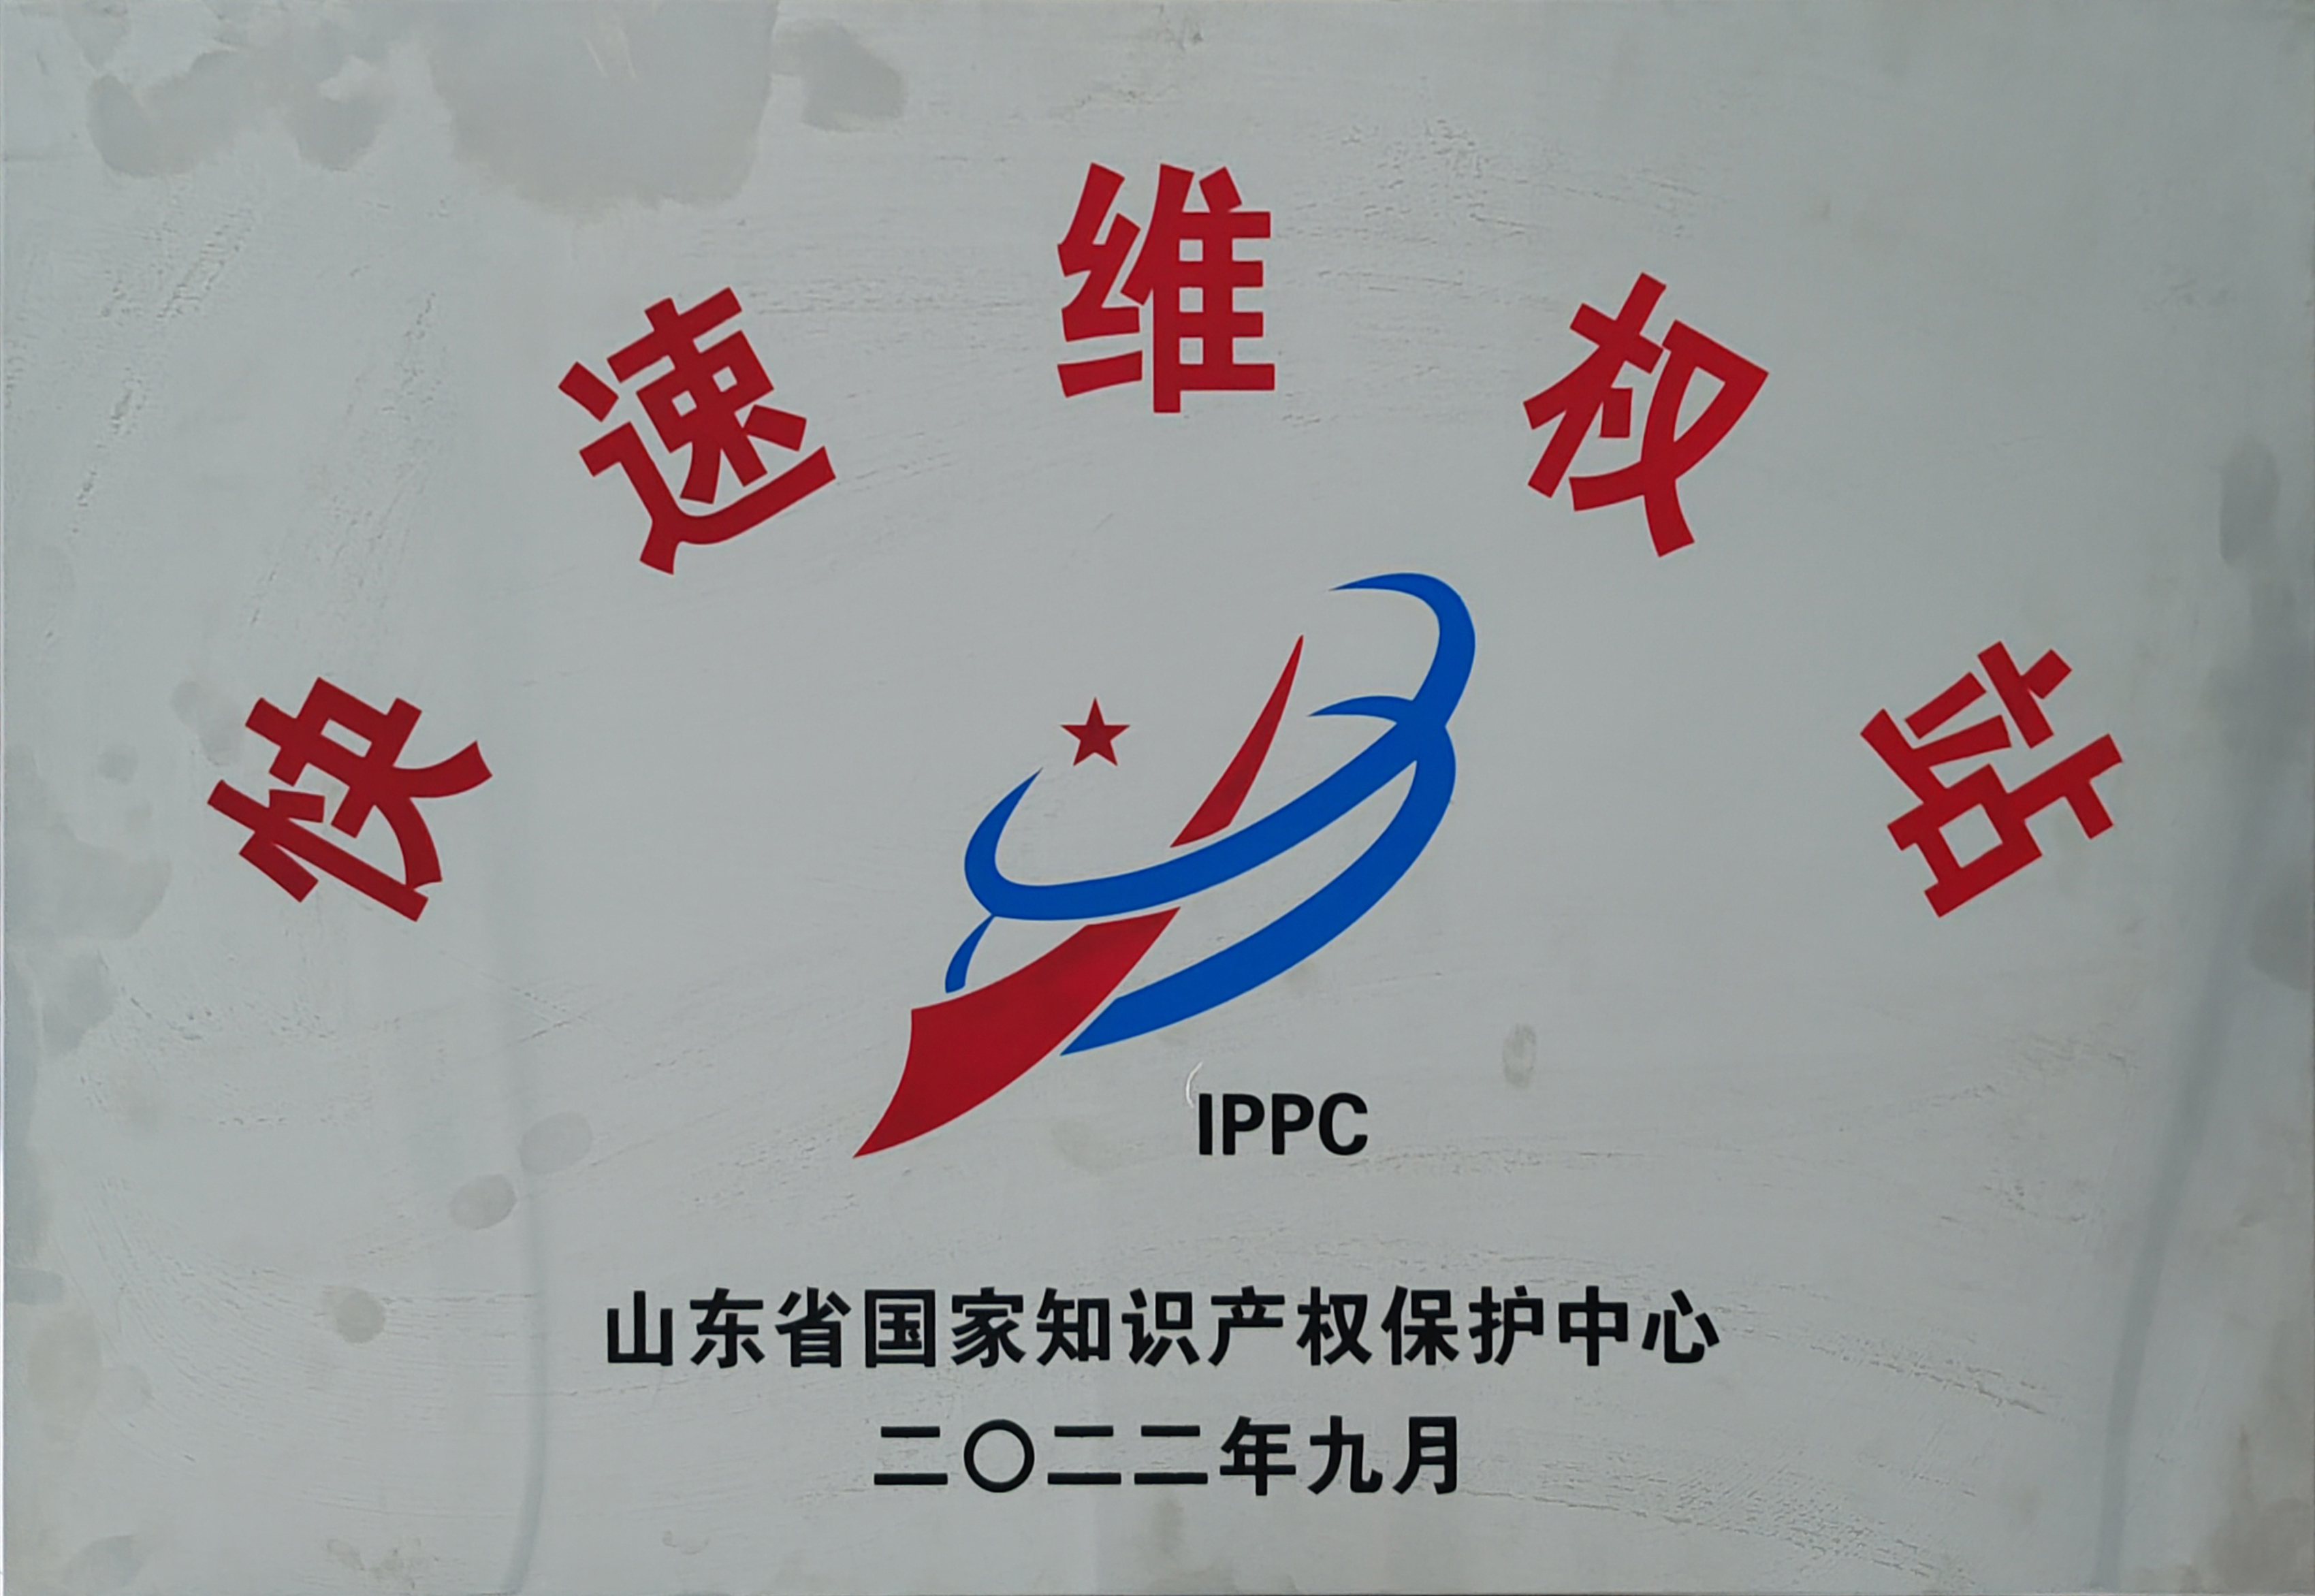 快速维权站
IPPC
山东省国家知识产权保护中心
二〇二二年九月